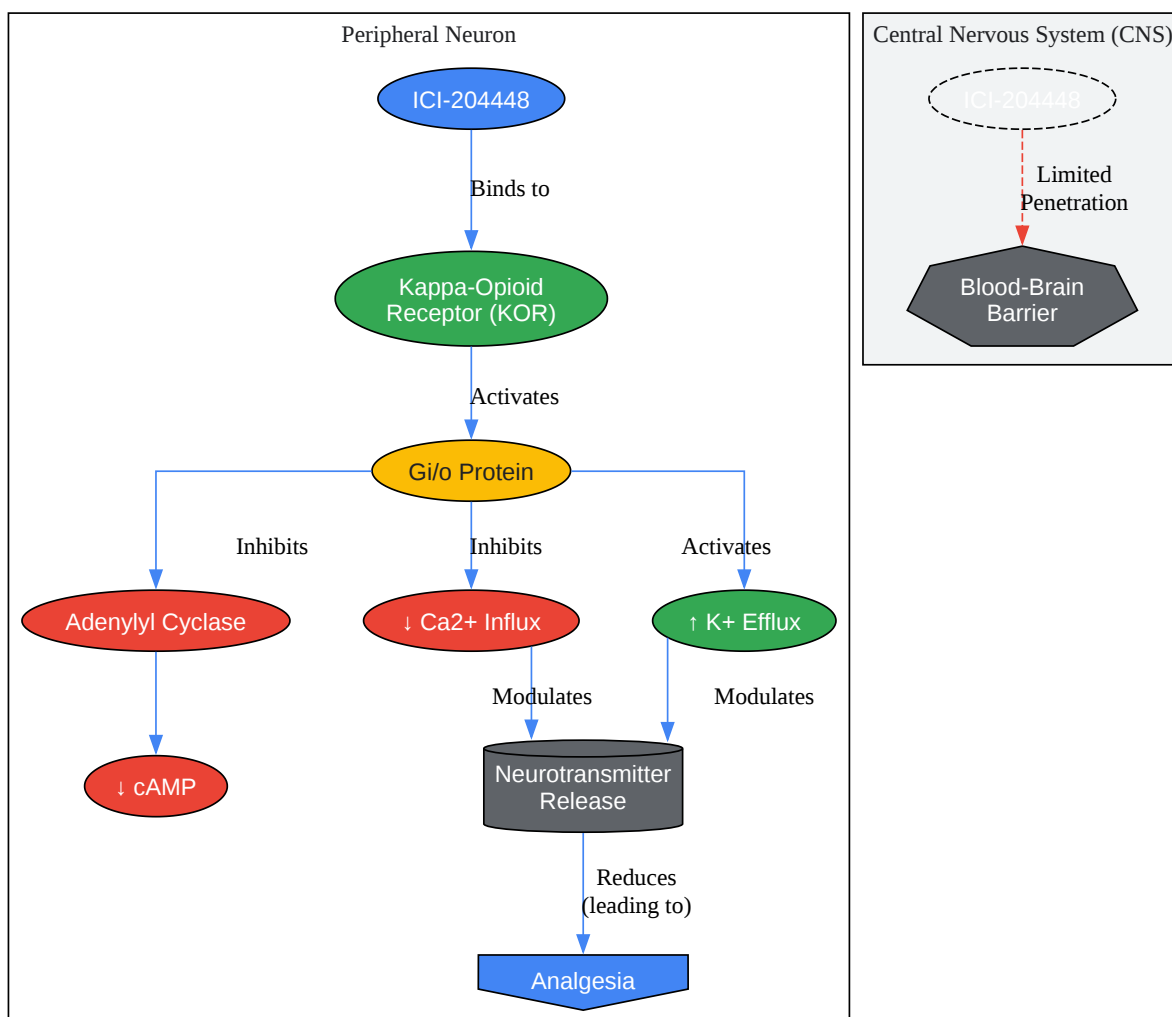 Peripheral Neuron
ICI-204448
Binds to
Kappa-Opioid
Receptor (KOR)
Activates
Gi/o Protein
Inhibits
Inhibits
Activates
Adenylyl Cyclase
↓ Ca2+ Influx
↑ K+ Efflux
Modulates
Modulates
↓ cAMP
Neurotransmitter
Release
Reduces
(leading to)
Analgesia
Central Nervous System (CNS)
ICI-204448
Limited
Penetration
Blood-Brain
Barrier